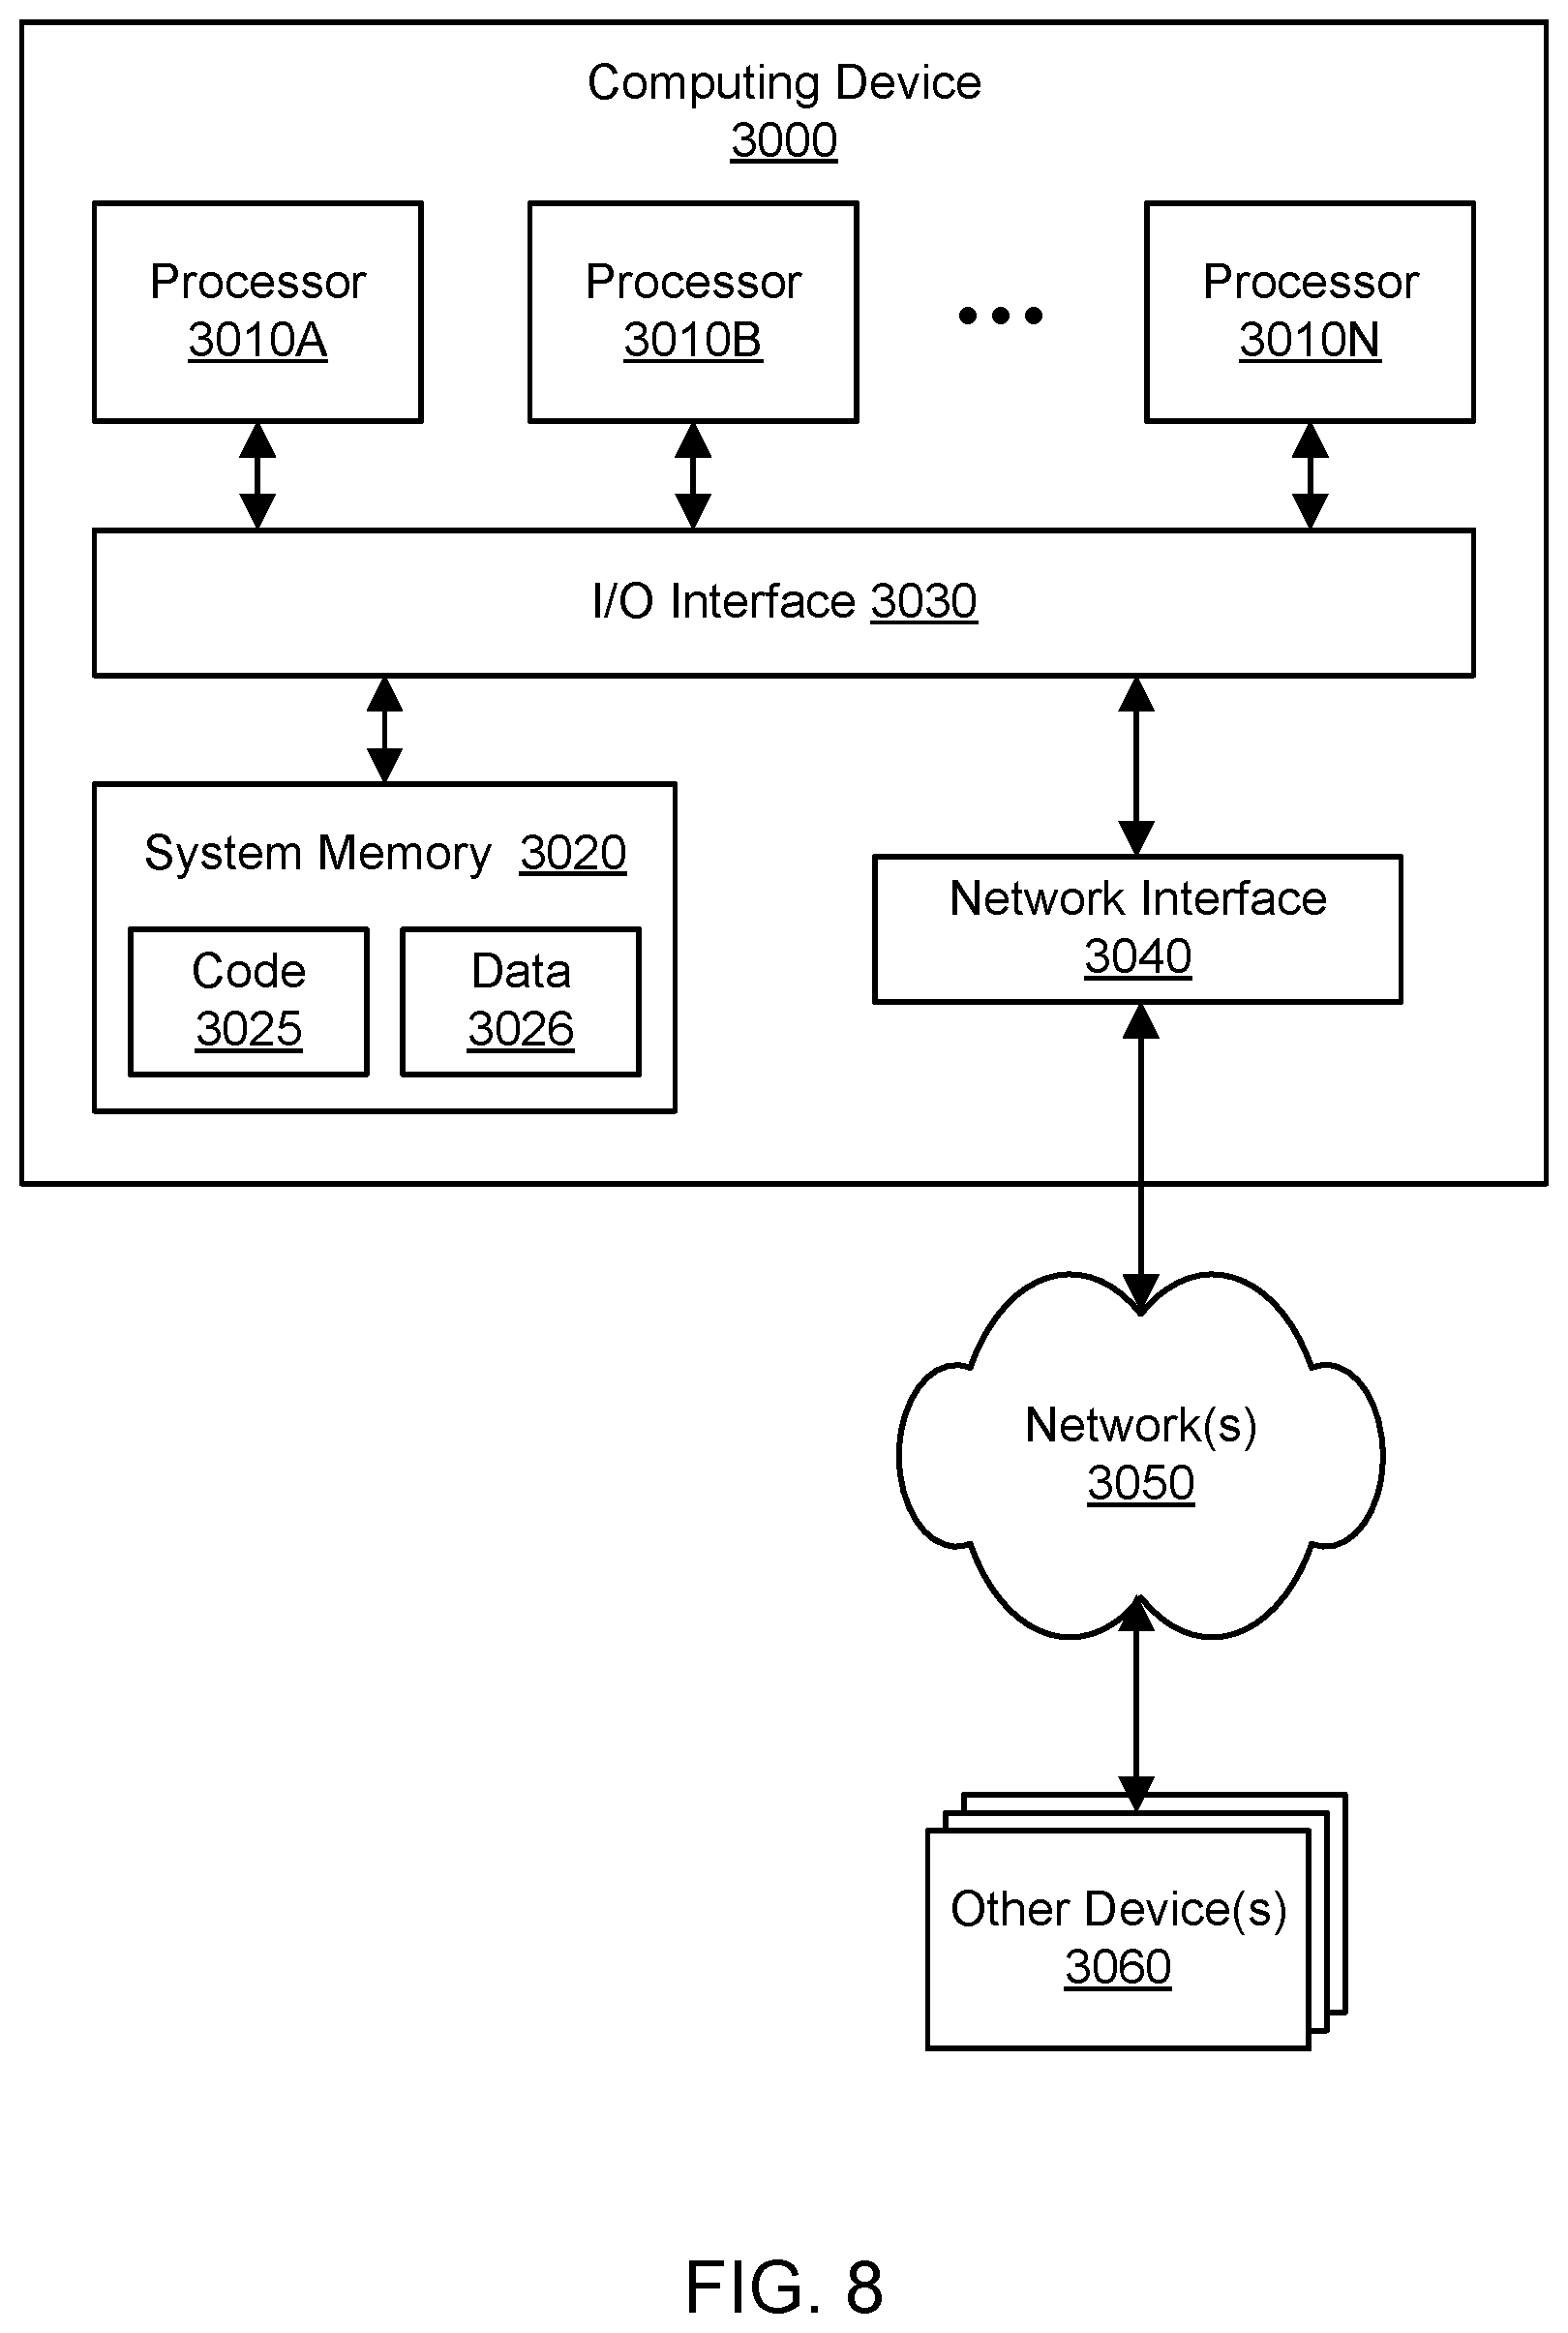 Computing Device
3000
Processor
3010A
Processor
3010B
Processor
3010N
I/O Interface 3030
System Memory 3020
Code
3025
Data
3026
Network Interface
3040
Network(s)
3050
Other Device(s)
3060
FIG. 8